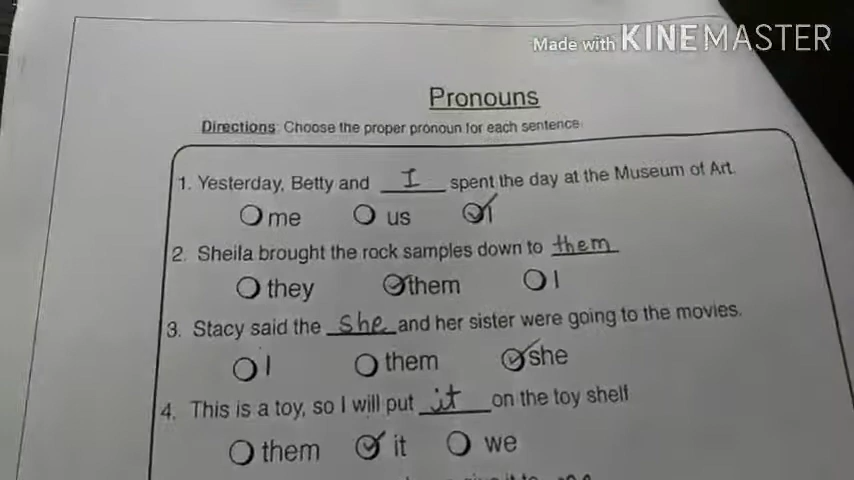 Made with KINEMASTER
Pronouns
Directions: Choose the proper pronoun for each sentence.
1. Yesterday, Betty and I spent the day at the Museum of Art.
me us I
2. Sheila brought the rock samples down to them
they them I
3. Stacy said the she and her sister were going to the movies.
I them she
4. This is a toy, so I will put it on the toy shelf
them it we